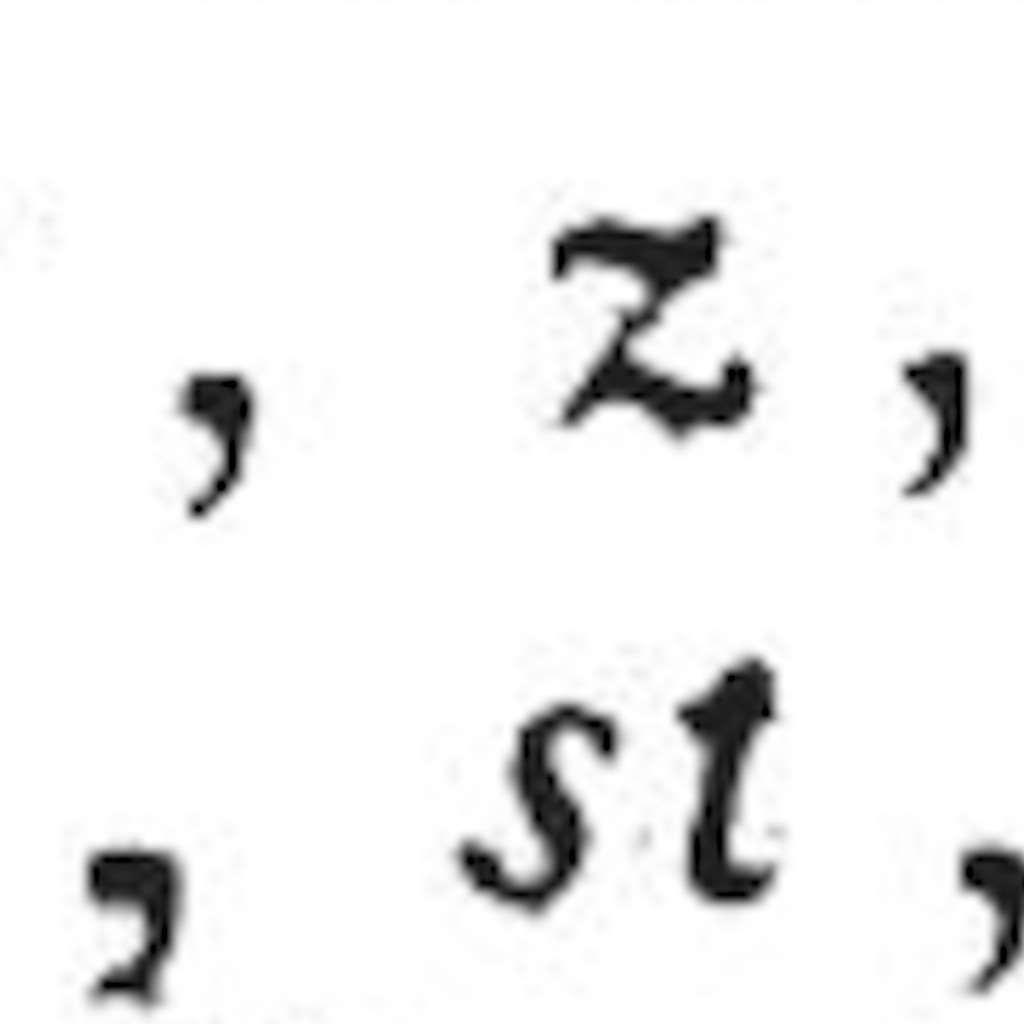 , z ,
, st ,